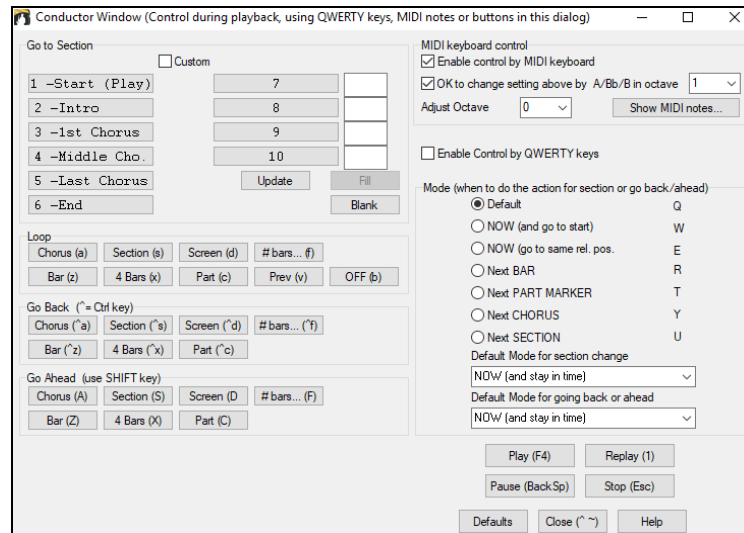 Conductor Window (Control during playback, using QWERTY keys, MIDI notes or buttons in this dialog)
Go to Section
Custom
1 -Start (Play) 7
2 -Intro 8
3 -1st Chorus 9
4 -Middle Cho. 10
5 -Last Chorus Update Fill
6 -End Blank
Loop
Chorus (a) Section (s) Screen (d) # bars... (f)
Bar (z) 4 Bars (x) Part (c) Prev (v) OFF (b)
Go Back (^= Ctrl key)
Chorus (^a) Section (^s) Screen (^d) # bars... (^f)
Bar (^z) 4 Bars (^x) Part (^c)
Go Ahead (use SHIFT key)
Chorus (A) Section (S) Screen (D # bars... (F)
Bar (Z) 4 Bars (X) Part (C)
MIDI keyboard control
Enable control by MIDI keyboard
OK to change setting above by A/Bb/B in octave 1
Adjust Octave 0 Show MIDI notes...
Enable Control by QWERTY keys
Mode (when to do the action for section or go back/ahead)
Default Q
NOW (and go to start) W
NOW (go to same rel. pos. E
Next BAR R
Next PART MARKER T
Next CHORUS Y
Next SECTION U
Default Mode for section change
NOW (and stay in time)
Default Mode for going back or ahead
NOW (and stay in time)
Play (F4) Replay (1)
Pause (BackSp) Stop (Esc)
Defaults Close (^ ~) Help